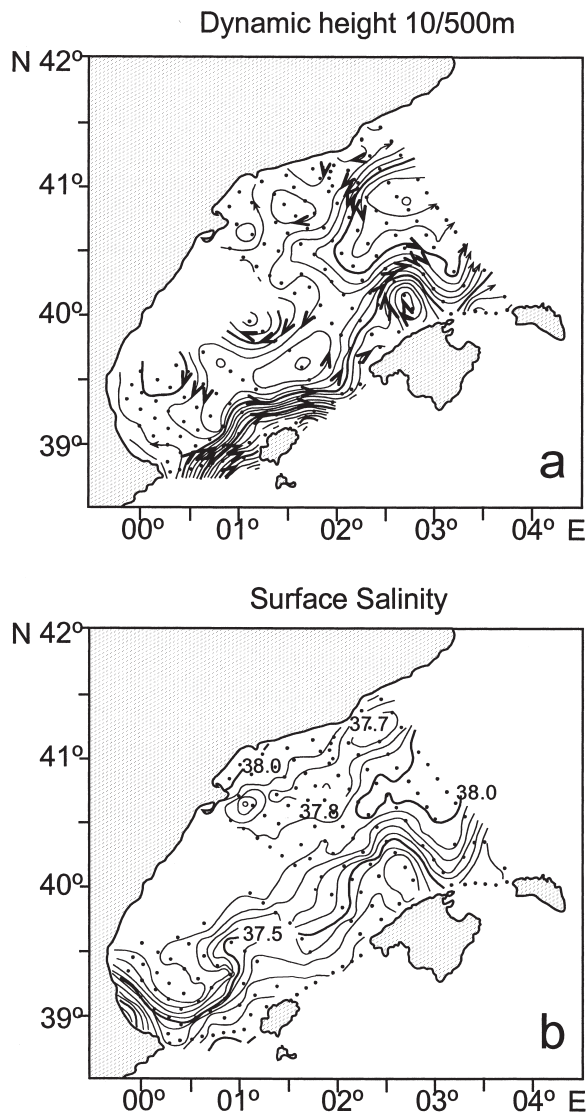 Dynamic height 10/500m
N 42º
41º
40º
39º
a
00º 01º 02º 03º 04º E
Surface Salinity
N 42º
37.7
41º
38.0
38.0
37.8
40º
37.5
39º
b
00º 01º 02º 03º 04º E